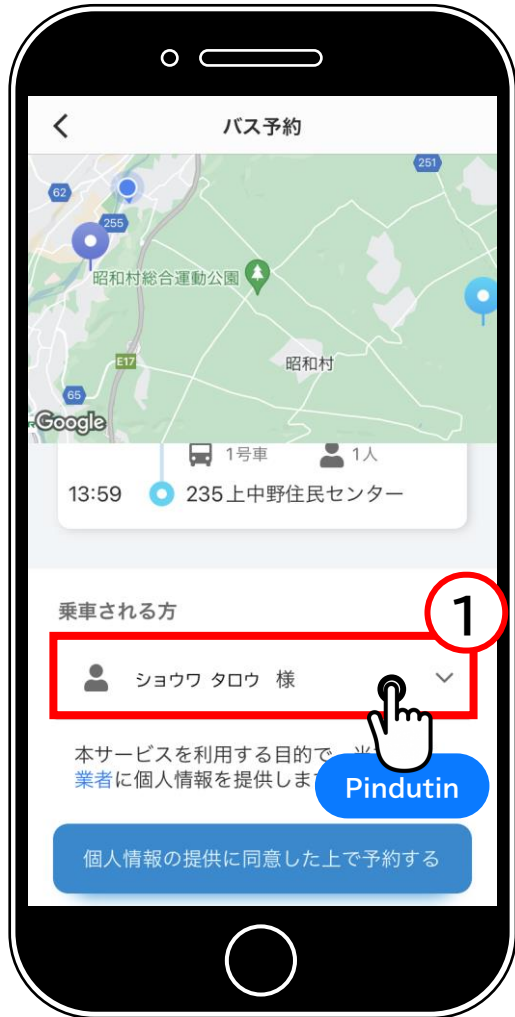 バス予約
251
62
255
昭和村総合運動公園
E17
昭和村
65
Google
1号車 1人
13:59 235上中野住民センター
乗車される方
1
ショウワ タロウ 様
本サービスを利用する目的で、
業者に個人情報を提供しま
Pindutin
個人情報の提供に同意した上で予約する